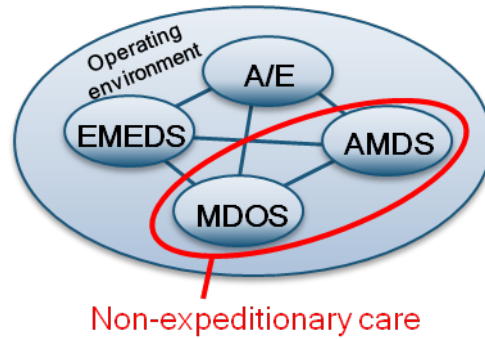 Operating
environment
A/E
EMEDS
AMDS
MDOS
Non-expeditionary care